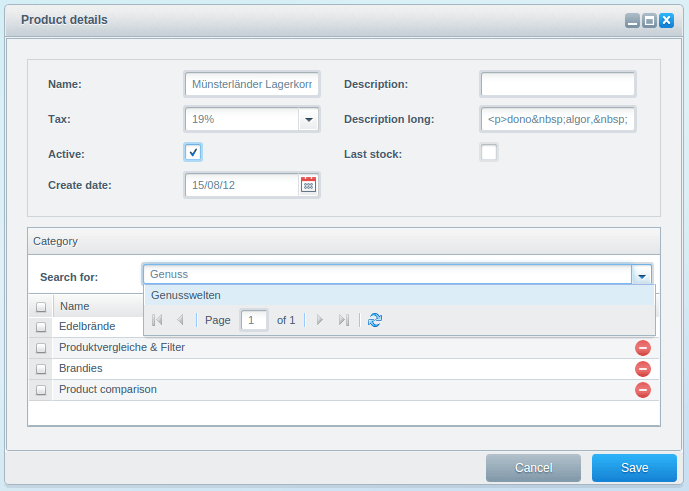 Product details
Name: Münsterländer Lagerkorr Description:
Tax: 19% Description long: <p>dono&nbsp;algor,&nbsp;
Active: Last stock:
Create date: 15/08/12
Category
Search for: Genuss
Genusswelten
Page 1 of 1
Name
Edelbrände
Produktvergleiche & Filter
Brandies
Product comparison
Cancel Save